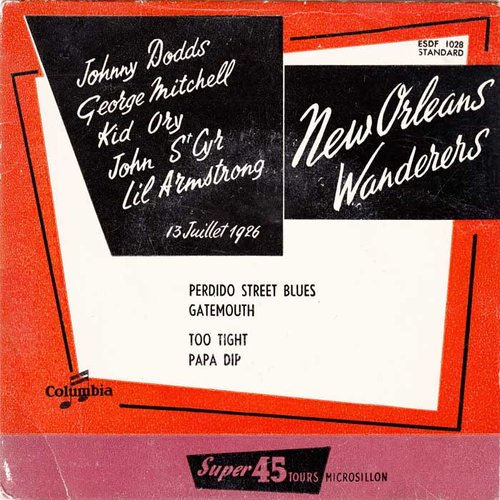 ESDF 1028
STANDARD
Johnny Dodds
George Mitchell
Kid Ory
John St Cyr
Lil Armstrong
13 Juillet 1926
New Orleans
Wanderers
PERDIDO STREET BLUES
GATEMOUTH
TOO TIGHT
PAPA DIP
Columbia
Super 45 TOURS MICROSILLON